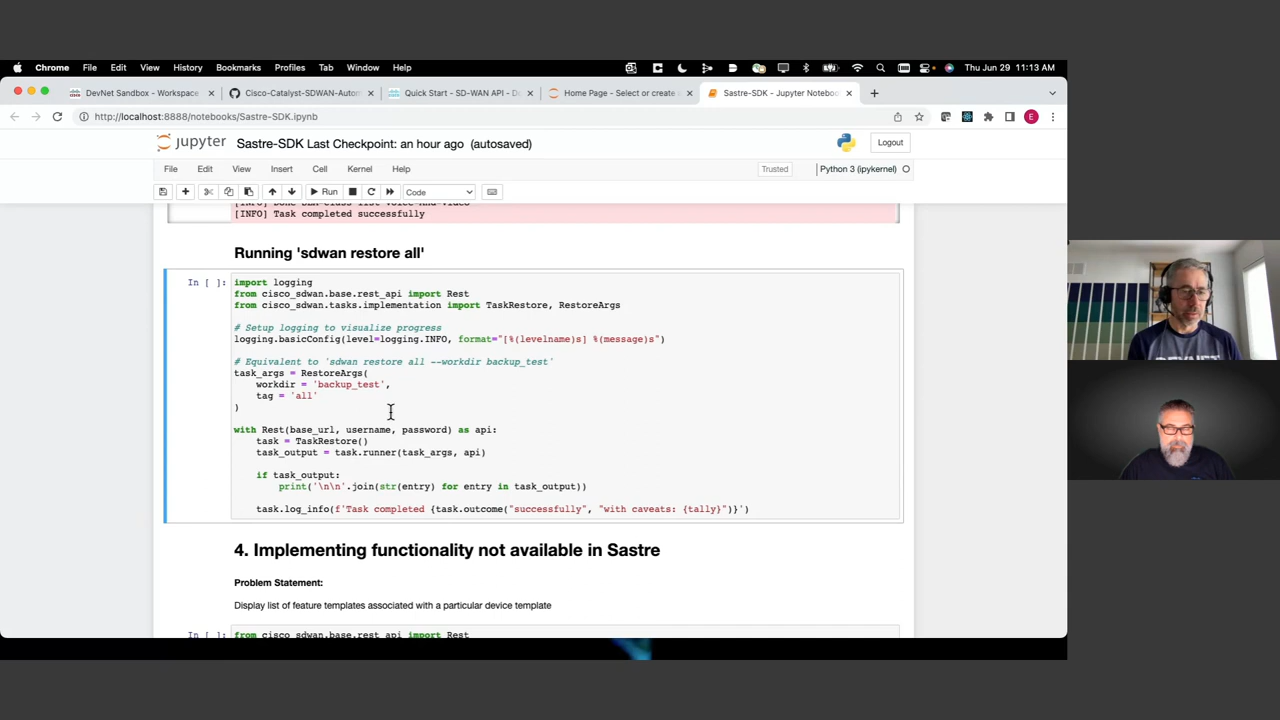 Chrome File Edit View History Bookmarks Profiles Tab Window Help Thu Jun 29 11:13 AM
DevNet Sandbox - Workspace Cisco-Catalyst-SDWAN-Auto Quick Start - SD-WAN API - D Home Page - Select or create Sastre-SDK - Jupyter Notebo
http://localhost:8888/notebooks/Sastre-SDK.ipynb E
jupyter Sastre-SDK Last Checkpoint: an hour ago (autosaved) Logout
File Edit View Insert Cell Kernel Help Trusted Python 3 (ipykernel)
Run Code
[INFO] Task completed successfully
Running 'sdwan restore all'
In [ ]: import logging
from cisco_sdwan.base.rest_api import Rest
from cisco_sdwan.tasks.implementation import TaskRestore, RestoreArgs
# Setup logging to visualize progress
logging.basicConfig(level=logging.INFO, format="[%(levelname)s] %(message)s")
# Equivalent to 'sdwan restore all --workdir backup_test'
task_args = RestoreArgs(
workdir = 'backup_test',
tag = 'all'
)
with Rest(base_url, username, password) as api:
task = TaskRestore()
task_output = task.runner(task_args, api)
if task_output:
print('\n\n'.join(str(entry) for entry in task_output))
task.log_info(f'Task completed {task.outcome("successfully", "with caveats: {tally}")}')
4. Implementing functionality not available in Sastre
Problem Statement:
Display list of feature templates associated with a particular device template
In [ ]: from cisco_sdwan.base.rest_api import Rest